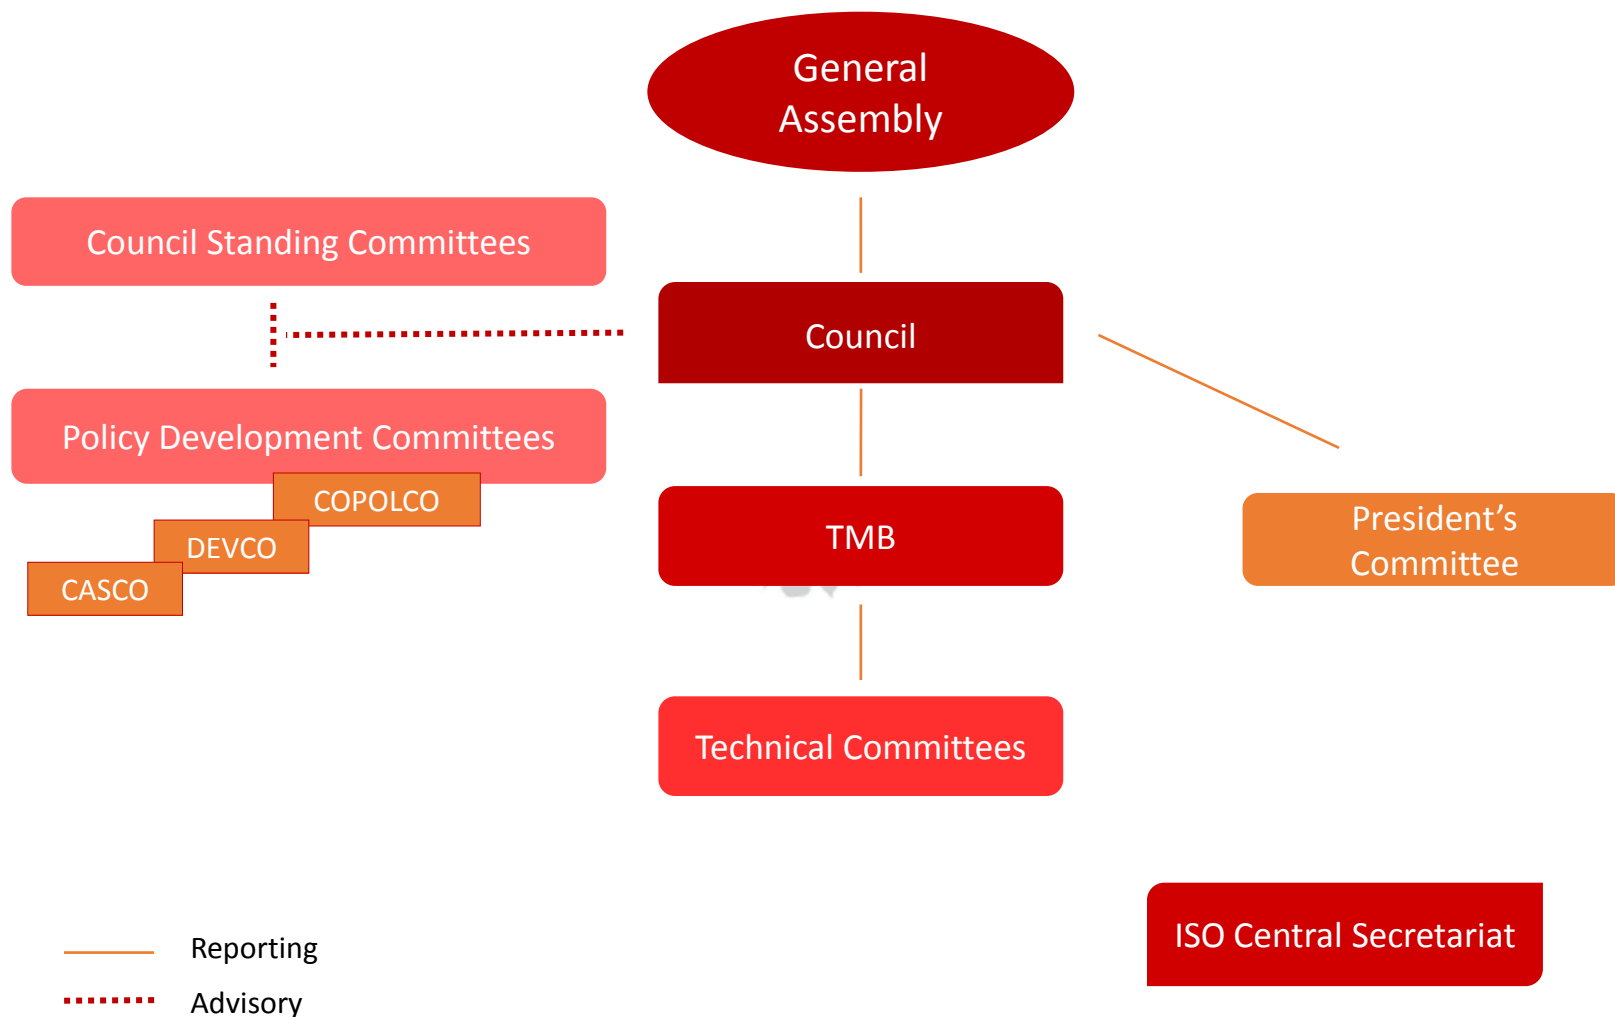 General
Assembly
Council Standing Committees
Council
Policy Development Committees
COPOLCO
DEVCO
CASCO
TMB
President’s
Committee
Technical Committees
ISO Central Secretariat
Reporting
Advisory